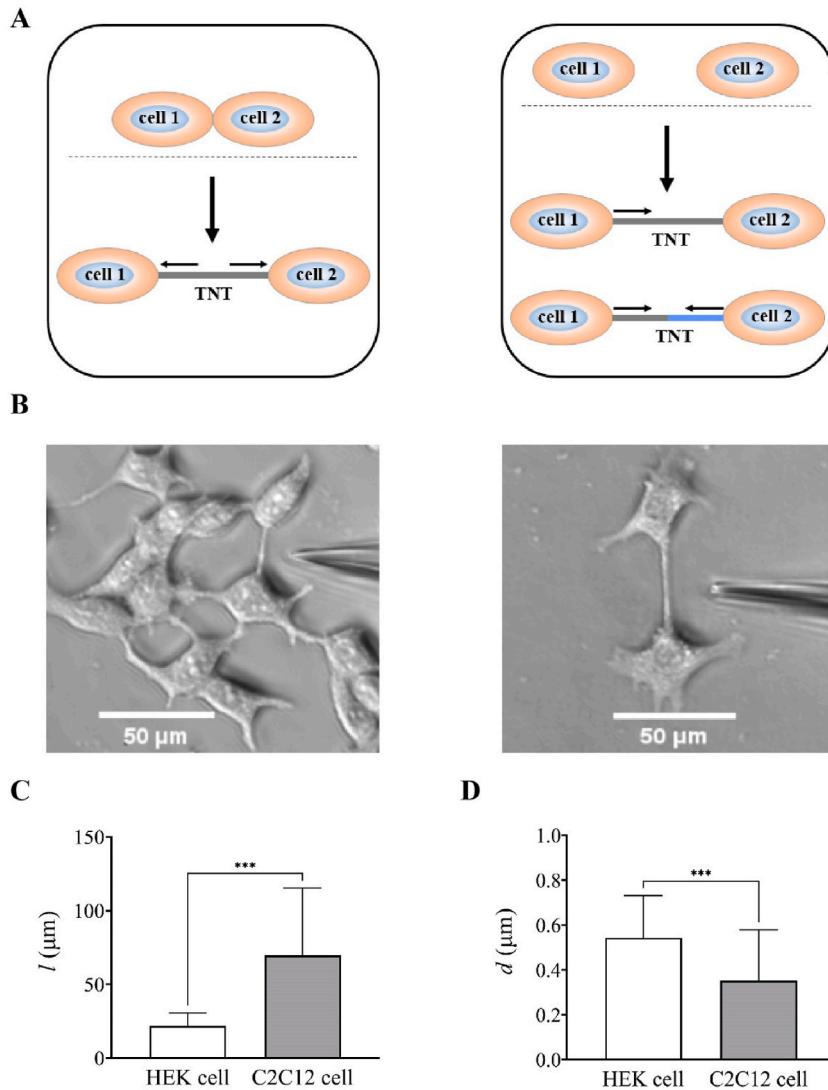 A
cell 1 cell 2
cell 1 cell 2
TNT
cell 1 cell 2
cell 1 cell 2
TNT
cell 1 cell 2
TNT
B
50 µm
50 µm
C
150
100
50
0
l (µm)
***
HEK cell C2C12 cell
D
1.0
0.8
0.6
0.4
0.2
0.0
d (µm)
***
HEK cell C2C12 cell